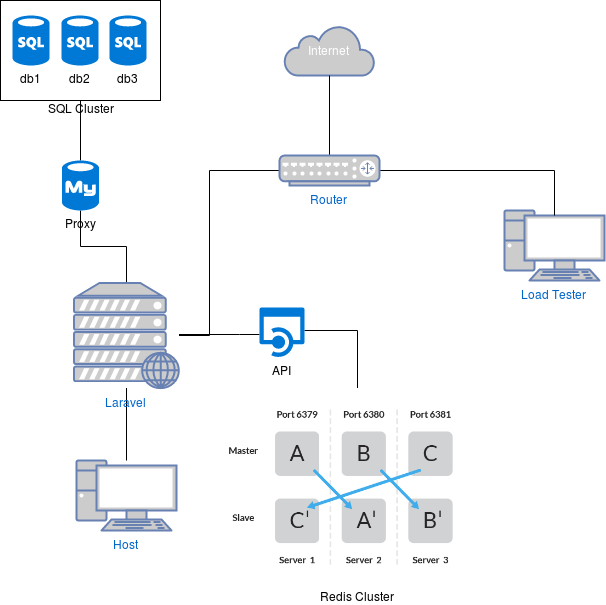 SQL SQL SQL
db1 db2 db3
SQL Cluster
Internet
My
Proxy
Router
Load Tester
Laravel
API
Host
Port 6379 Port 6380 Port 6381
Master A B C
Slave C' A' B'
Server 1 Server 2 Server 3
Redis Cluster